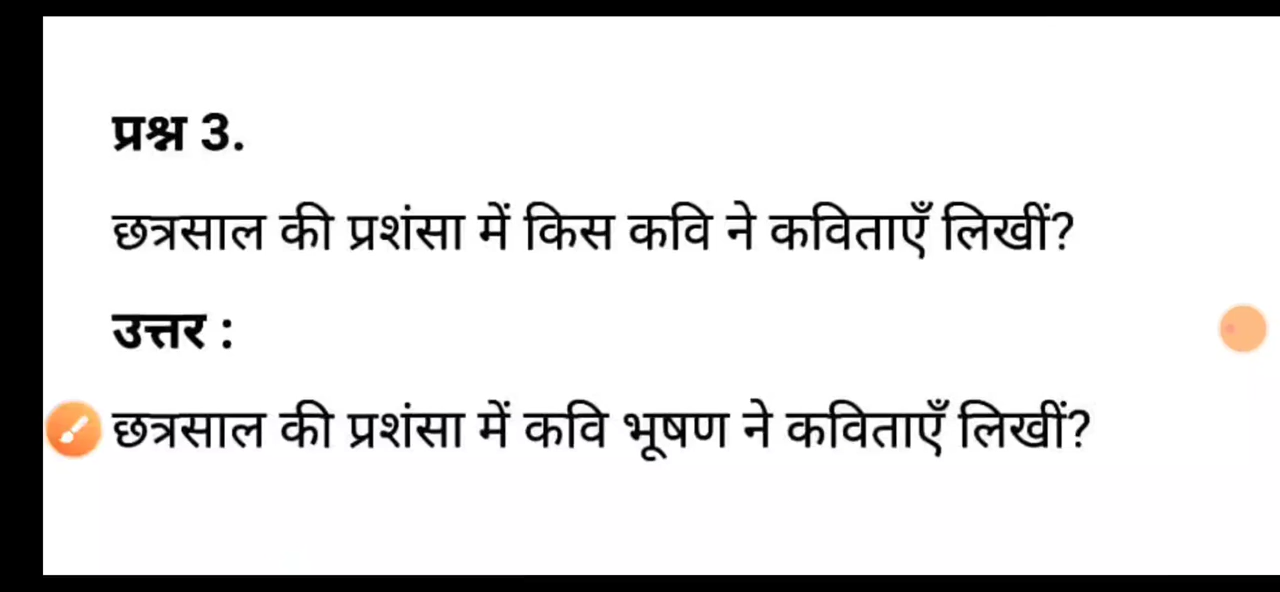 प्रश्न 3.
छत्रसाल की प्रशंसा में किस कवि ने कविताएँ लिखीं?
उत्तर :
छत्रसाल की प्रशंसा में कवि भूषण ने कविताएँ लिखीं?